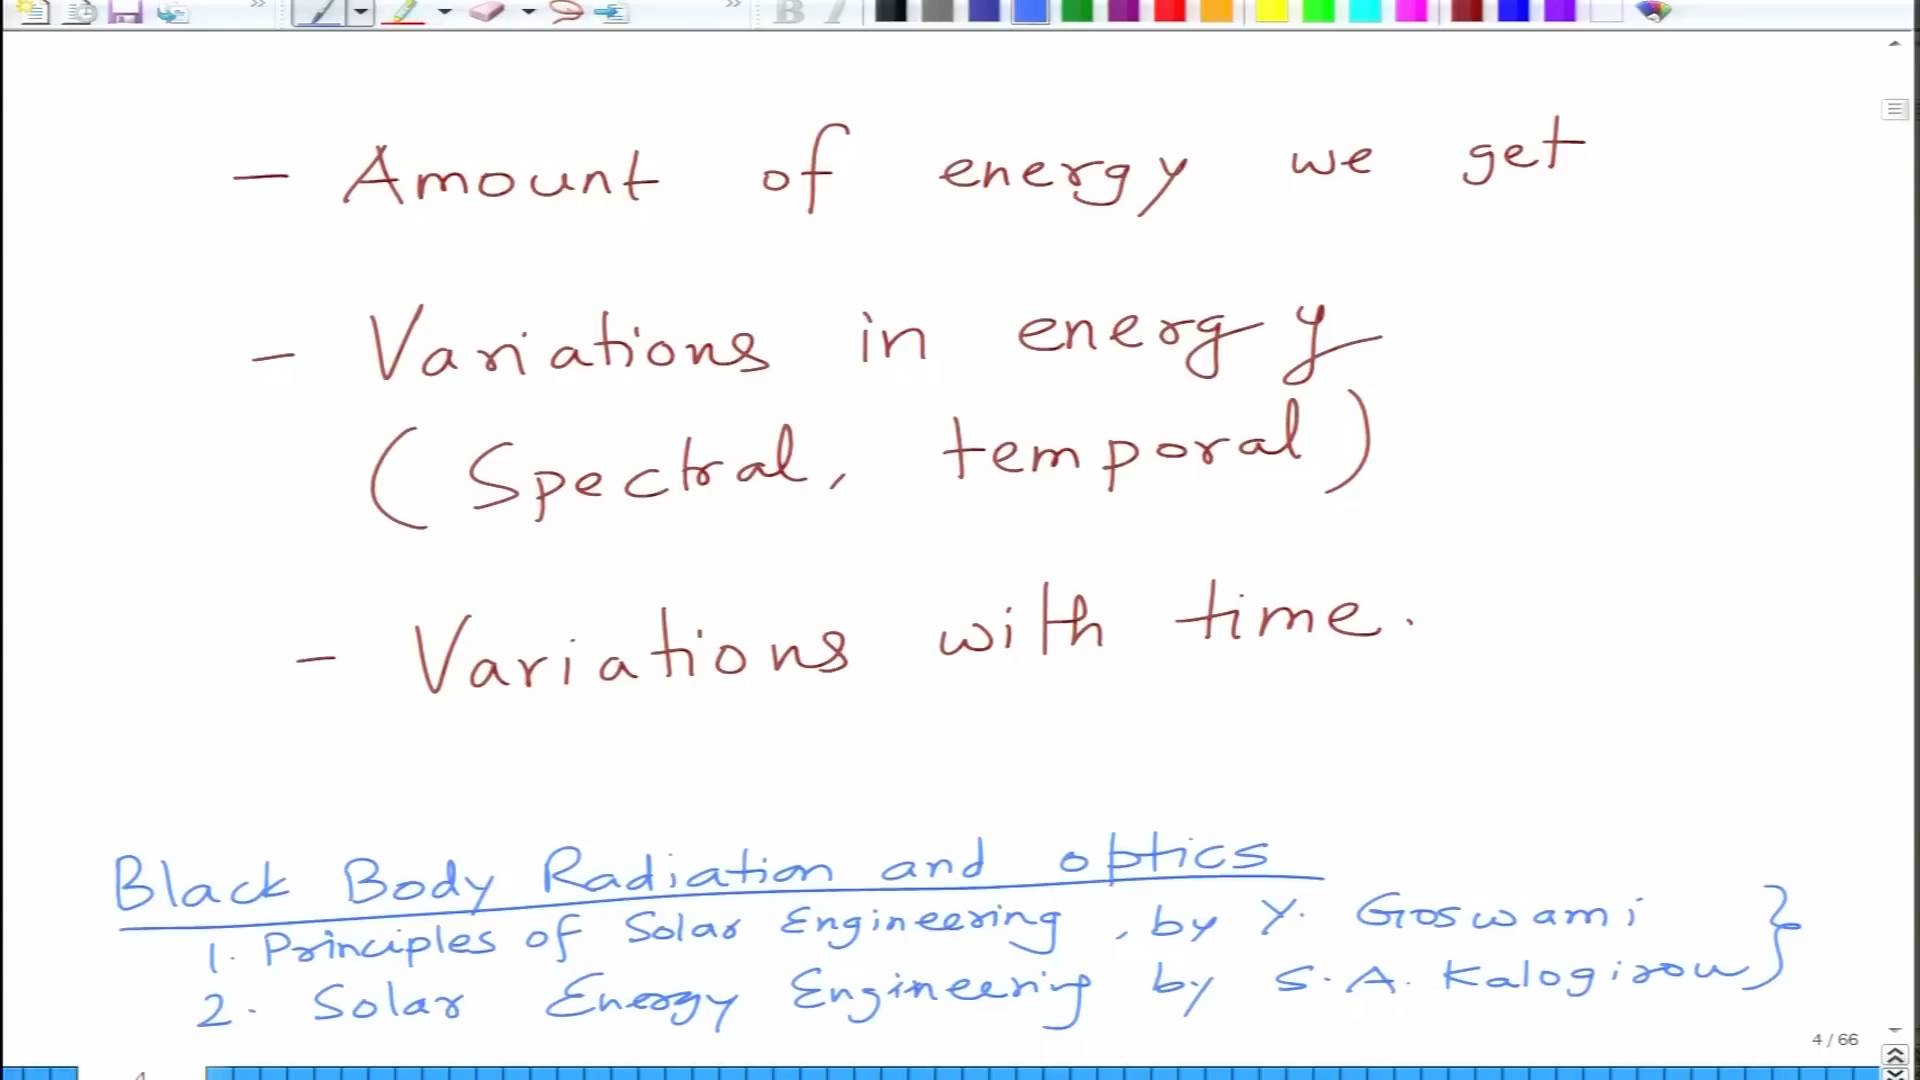 - Amount of energy we get
- Variations in energy
(Spectral, temporal)
- Variations with time.
Black Body Radiation and optics
1. Principles of Solar Engineering, by Y. Goswami
2. Solar Energy Engineering by S.A. Kalogirou
4 / 66
4